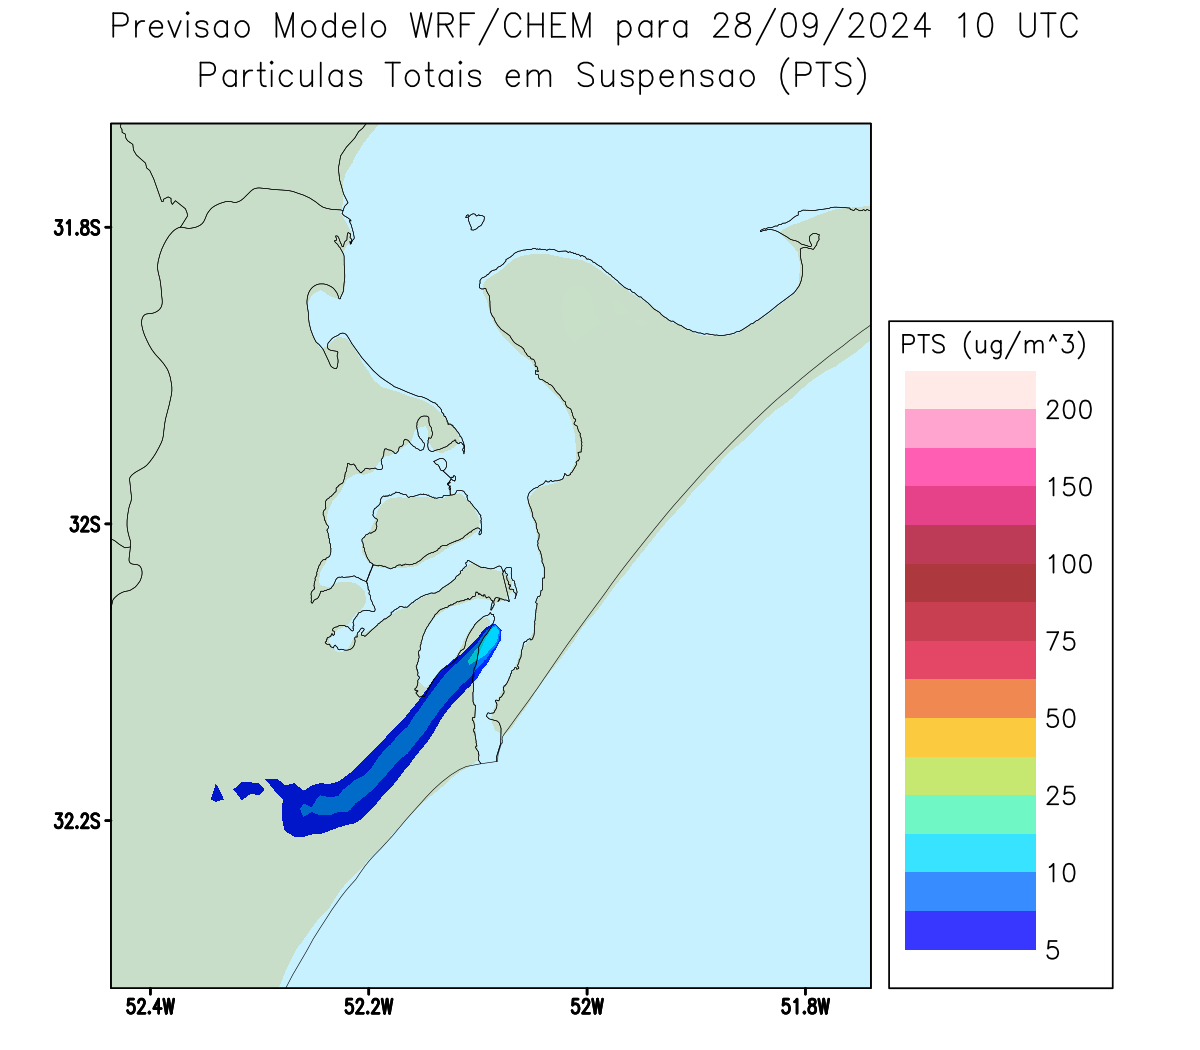 Previsao Modelo WRF/CHEM para 28/09/2024 10 UTC
Particulas Totais em Suspensao (PTS)
31.8S
32S
32.2S
52.4W
52.2W
52W
51.8W
PTS (ug/m^3)
200
150
100
75
50
25
10
5